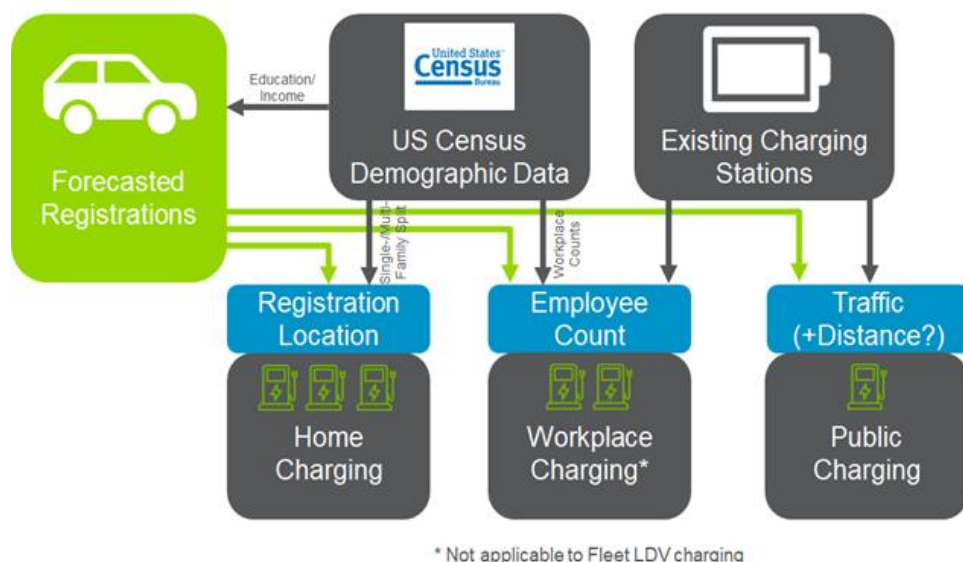 United States™
Census
Bureau
Education/
Income
US Census
Demographic Data
Existing Charging
Stations
Forecasted
Registrations
Single-/Multi-
Family Split
Workplace
Counts
Registration
Location
Employee
Count
Traffic
(+Distance?)
Home
Charging
Workplace
Charging*
Public
Charging
* Not applicable to Fleet LDV charging